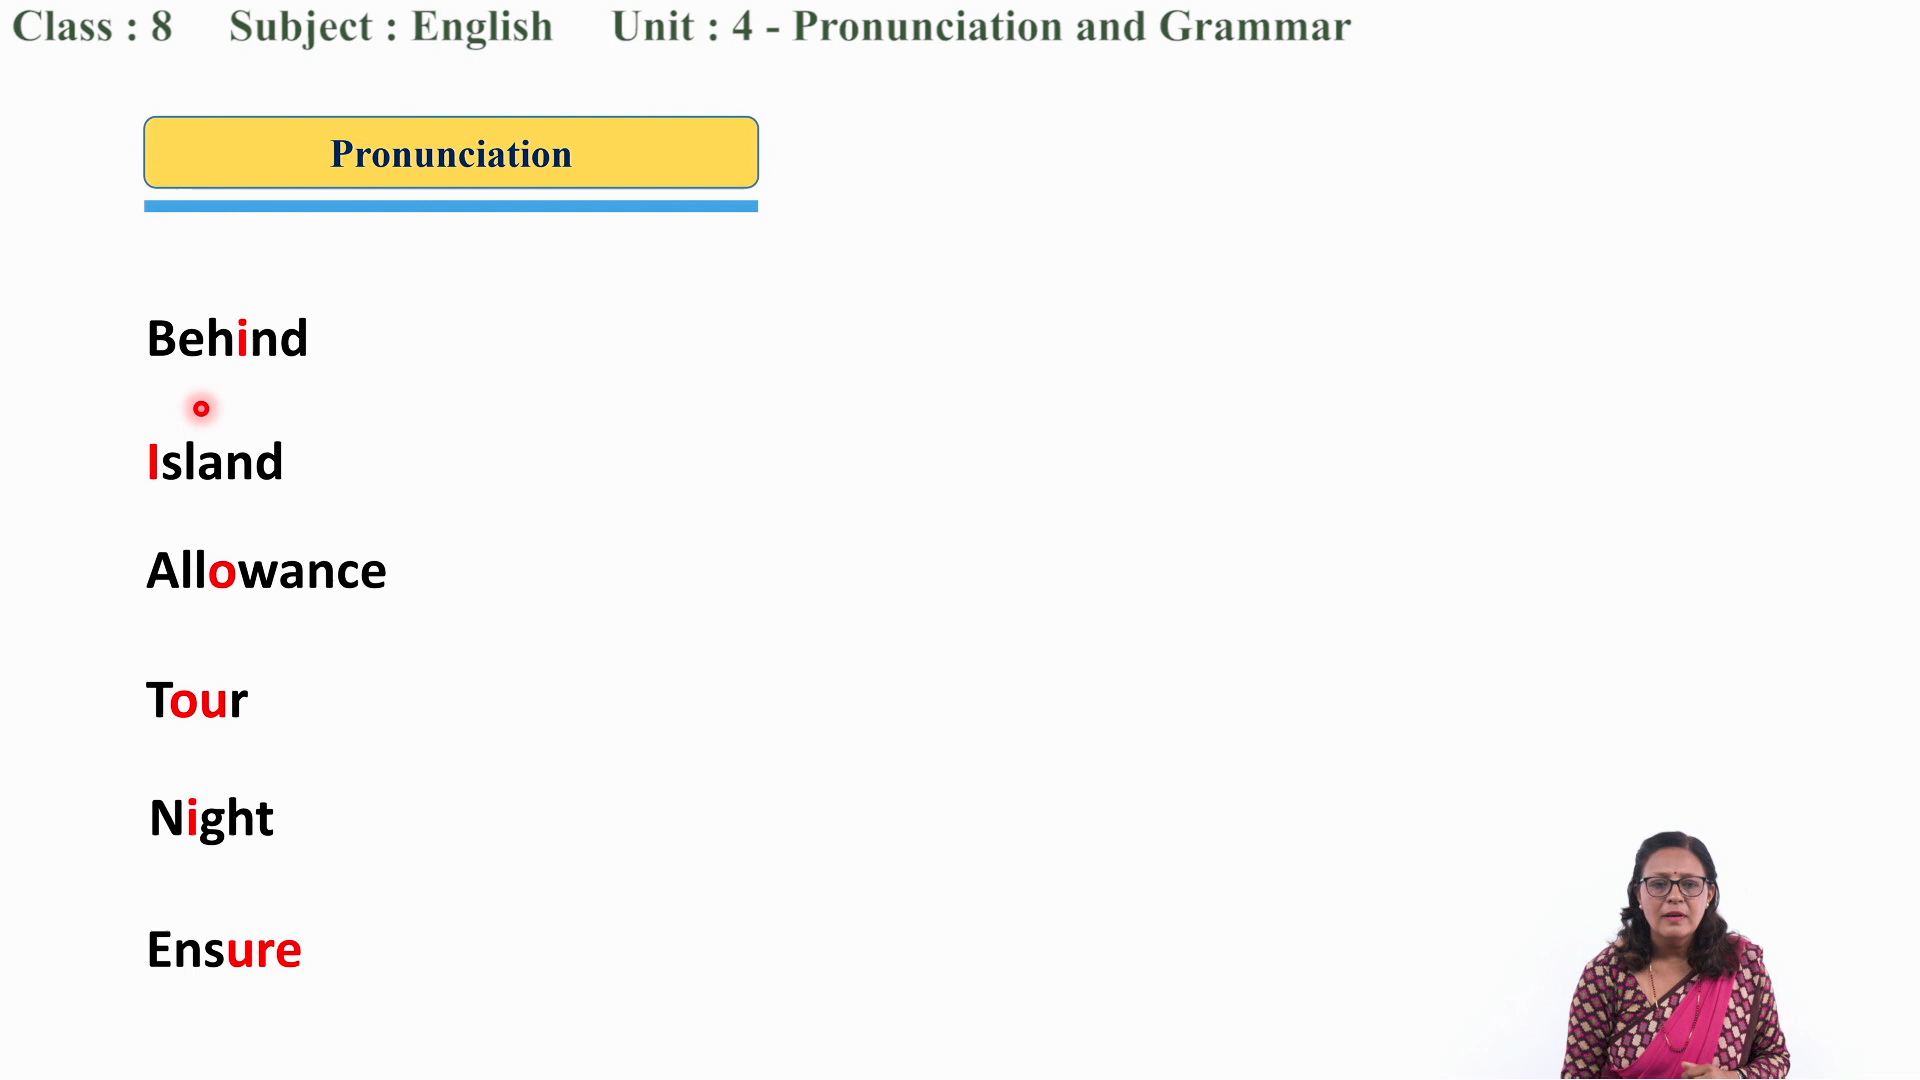 Class : 8 Subject : English Unit : 4 - Pronunciation and Grammar
Pronunciation
Behind
Island
Allowance
Tour
Night
Ensure